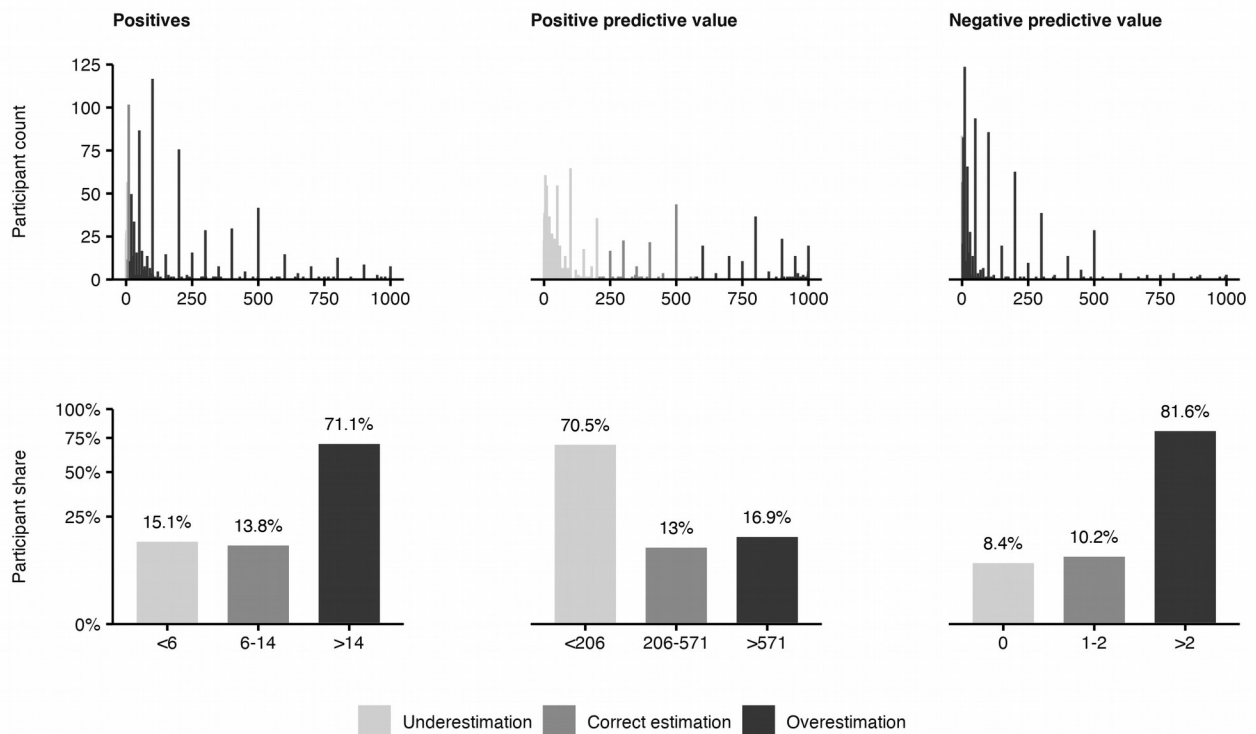 Positives
Positive predictive value
Negative predictive value
Participant count
125
100
75
50
25
0
0 250 500 750 1000
0 250 500 750 1000
0 250 500 750 1000
Participant share
100%
75%
50%
25%
0%
15.1%
13.8%
71.1%
<6 6-14 >14
70.5%
13%
16.9%
<206 206-571 >571
8.4%
10.2%
81.6%
0 1-2 >2
Underestimation Correct estimation Overestimation